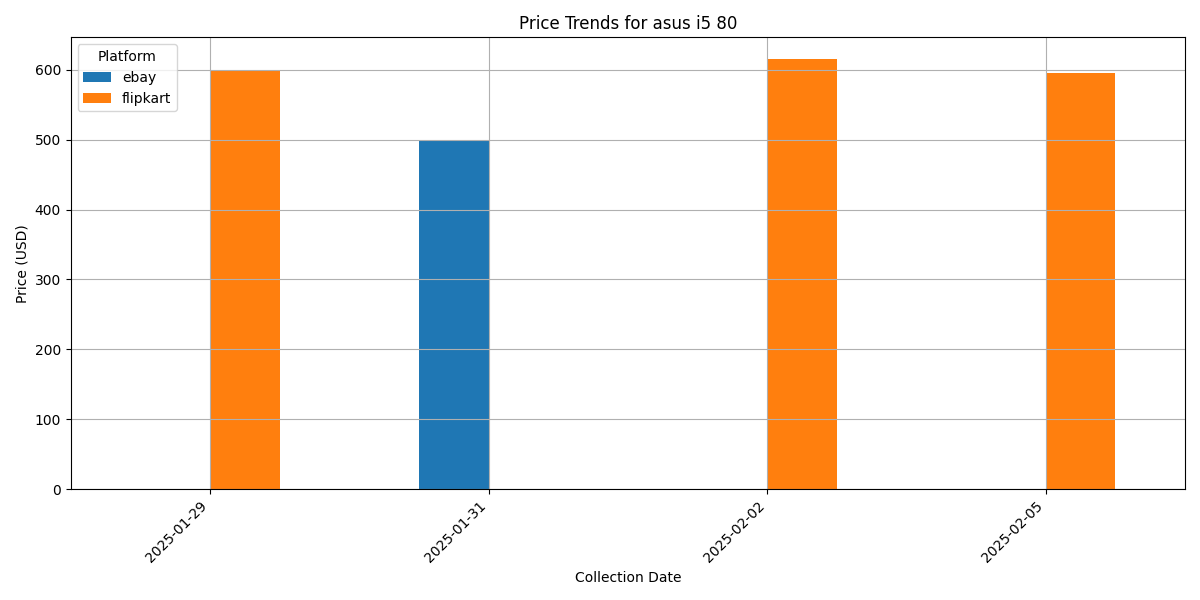 Price Trends for asus i5 80
Platform
ebay
flipkart
Price (USD)
600
500
400
300
200
100
0
2025-01-29
2025-01-31
2025-02-02
2025-02-05
Collection Date